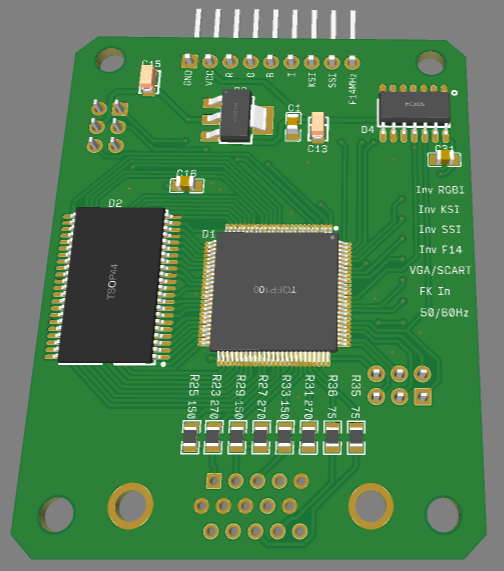 GND VCC R G B I KSI SSI F14MHz
C15
C1
C13
SOIC14
D4
C31
C16
Inv RGBI
Inv KSI
Inv SSI
Inv F14
VGA/SCART
FK In
50/60Hz
D2
TSOP44
D1
TQFP100
R25 150
R23 270
R29 150
R27 270
R33 150
R31 270
R36 75
R35 75